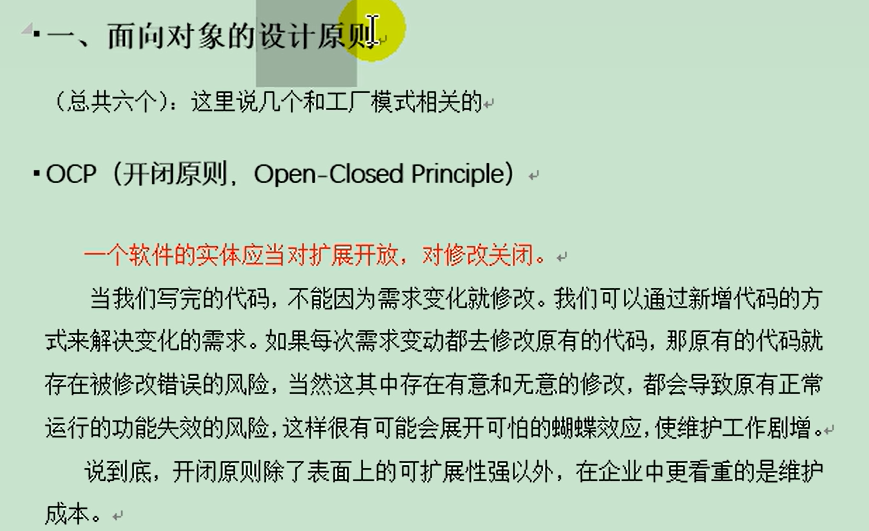 一、面向对象的设计原则
（总共六个）：这里说几个和工厂模式相关的
OCP（开闭原则，Open-Closed Principle）
一个软件的实体应当对扩展开放，对修改关闭。
当我们写完的代码，不能因为需求变化就修改。我们可以通过新增代码的方
式来解决变化的需求。如果每次需求变动都去修改原有的代码，那原有的代码就
存在被修改错误的风险，当然这其中存在有意和无意的修改，都会导致原有正常
运行的功能失效的风险，这样很有可能会展开可怕的蝴蝶效应，使维护工作剧增。
说到底，开闭原则除了表面上的可扩展性强以外，在企业中更看重的是维护
成本。